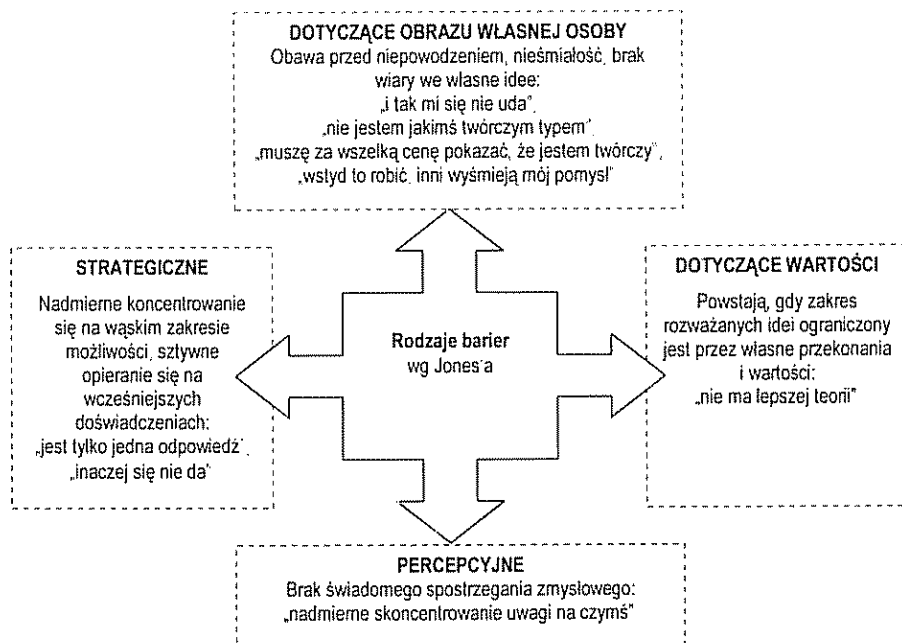 DOTYCZĄCE OBRAZU WŁASNEJ OSOBY
Obawa przed niepowodzeniem, nieśmiałość, brak
wiary we własne idee:
„i tak mi się nie uda”,
„nie jestem jakimś twórczym typem”,
„muszę za wszelką cenę pokazać, że jestem twórczy”,
„wstyd to robić, inni wyśmieją mój pomysł”
STRATEGICZNE
Nadmierne koncentrowanie
się na wąskim zakresie
możliwości, sztywne
opieranie się na
wcześniejszych
doświadczeniach:
„jest tylko jedna odpowiedź”,
„inaczej się nie da”
Rodzaje barier
wg Jones'a
DOTYCZĄCE WARTOŚCI
Powstają, gdy zakres
rozważanych idei ograniczony
jest przez własne przekonania
i wartości:
„nie ma lepszej teorii”
PERCEPCYJNE
Brak świadomego spostrzegania zmysłowego:
„nadmierne skoncentrowanie uwagi na czymś”